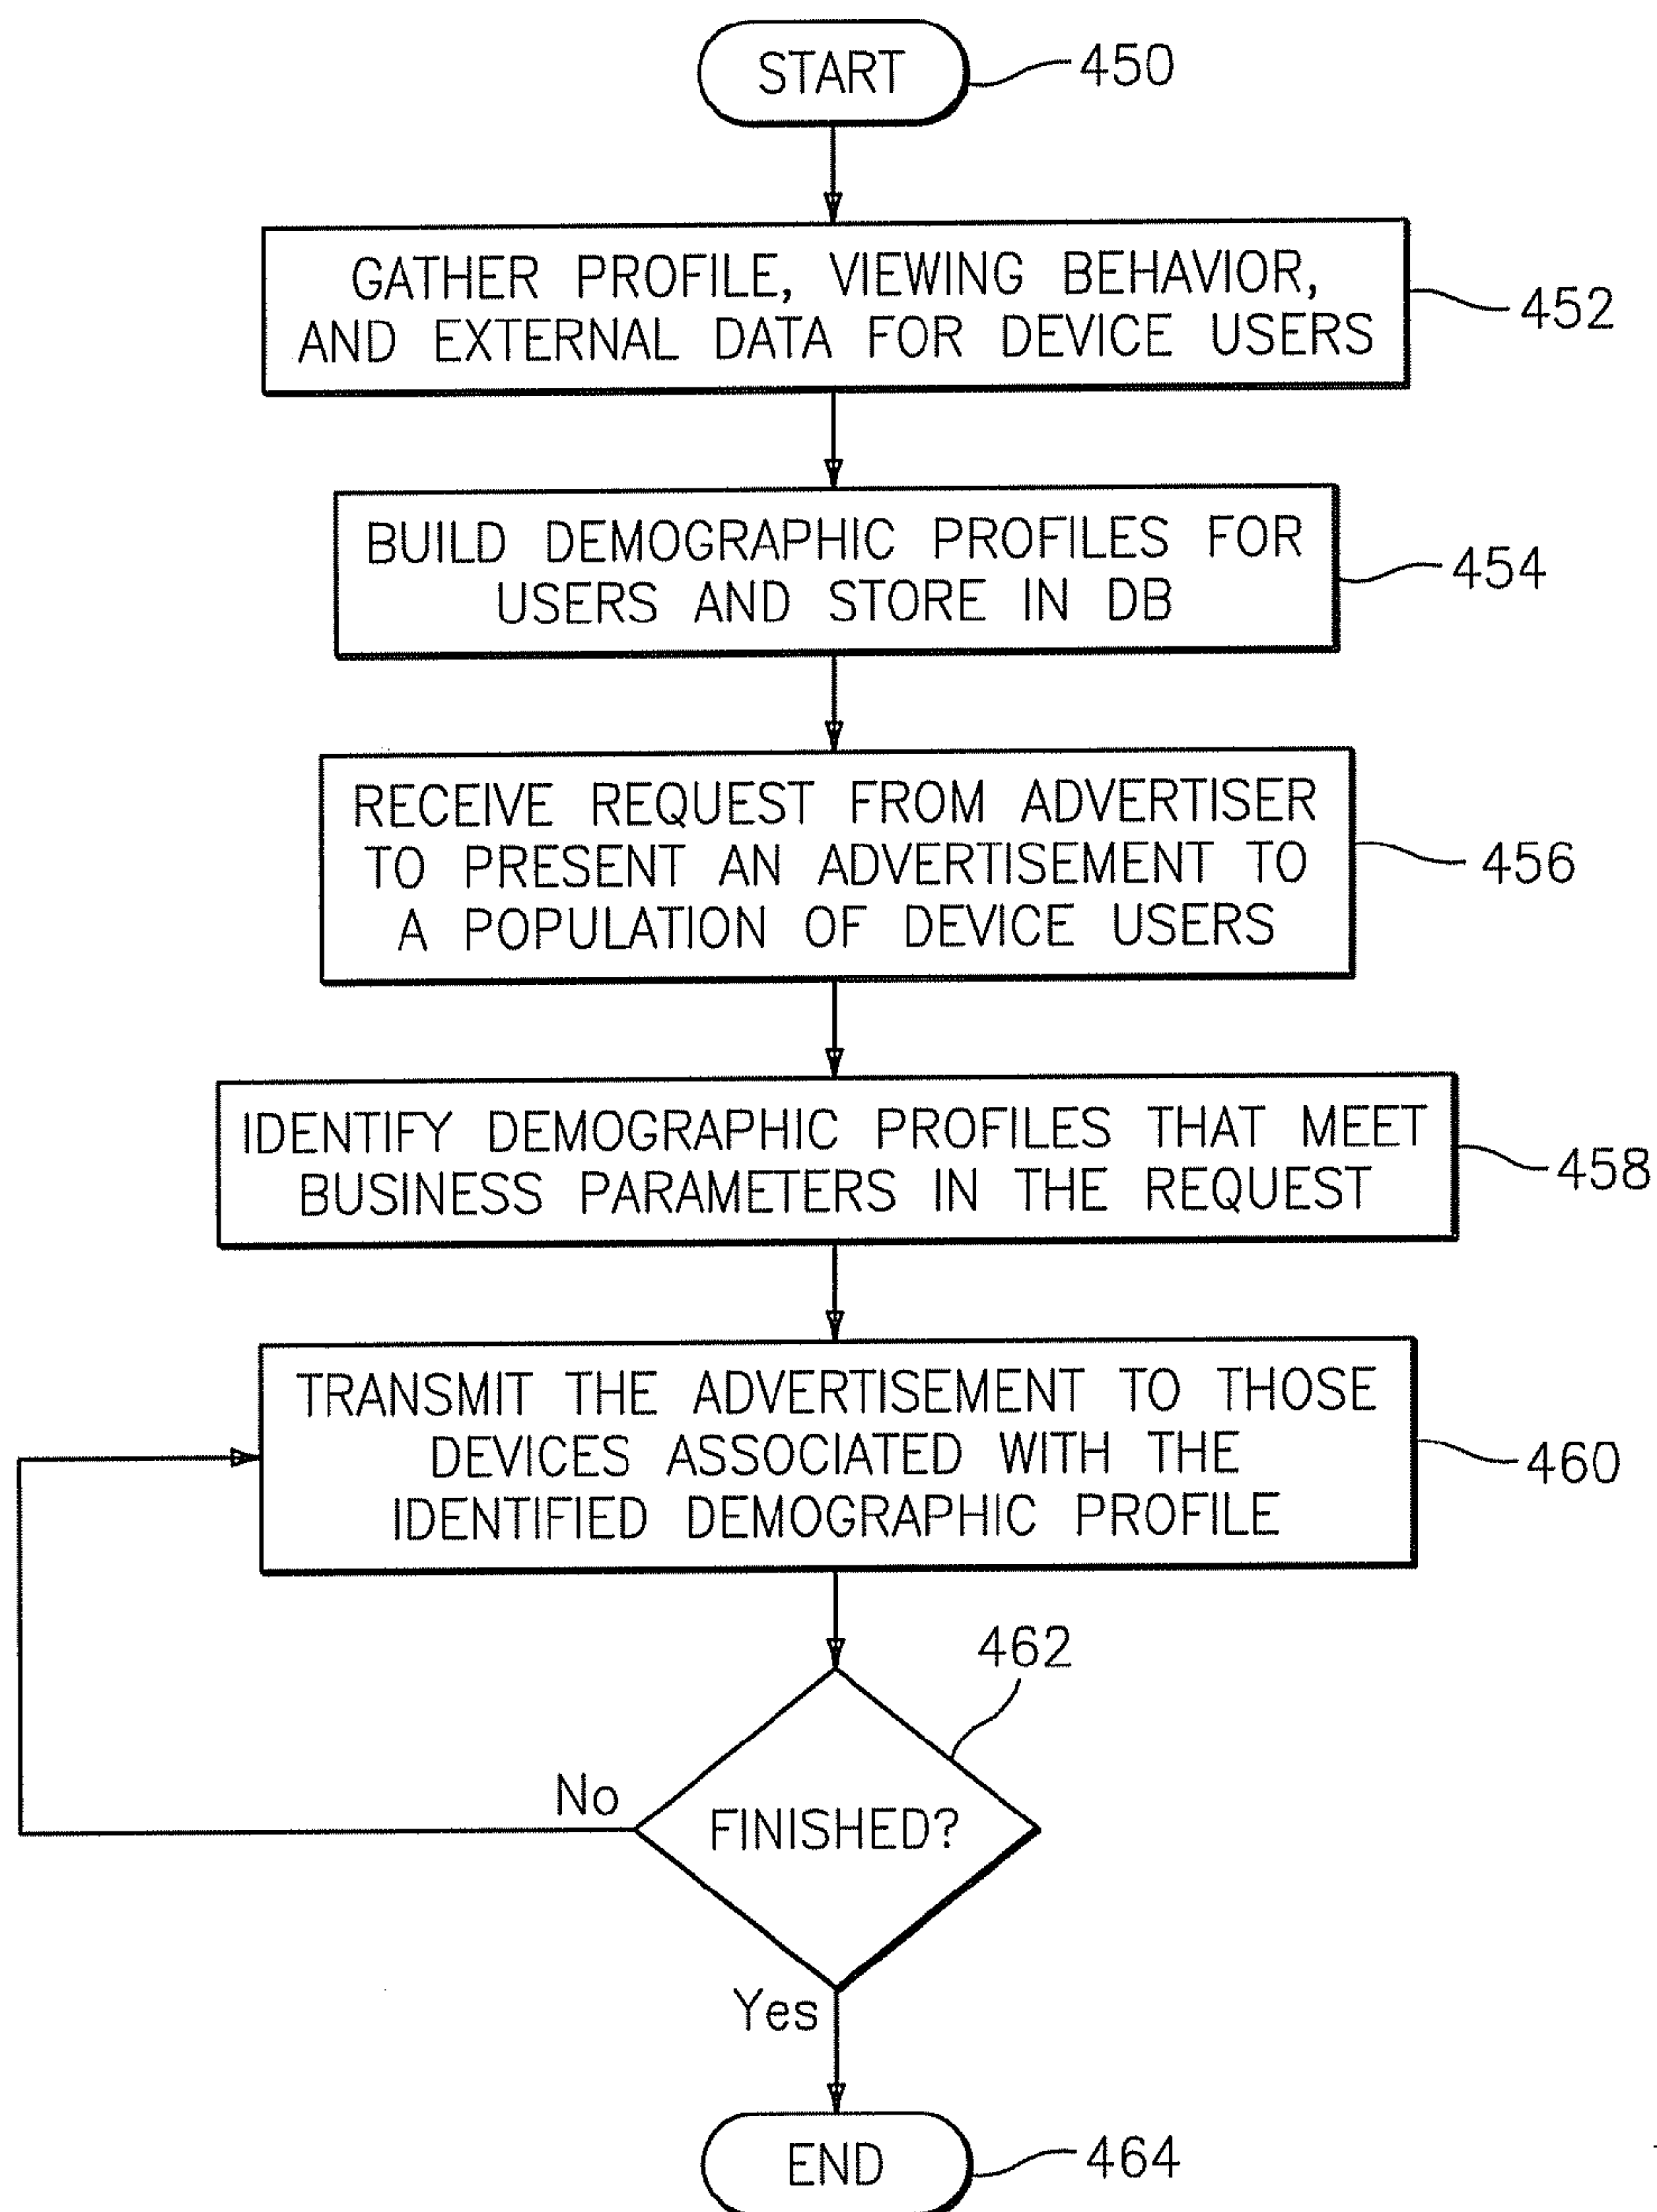 START
450
GATHER PROFILE, VIEWING BEHAVIOR,
AND EXTERNAL DATA FOR DEVICE USERS
452
BUILD DEMOGRAPHIC PROFILES FOR
USERS AND STORE IN DB
454
RECEIVE REQUEST FROM ADVERTISER
TO PRESENT AN ADVERTISEMENT TO
A POPULATION OF DEVICE USERS
456
IDENTIFY DEMOGRAPHIC PROFILES THAT MEET
BUSINESS PARAMETERS IN THE REQUEST
458
TRANSMIT THE ADVERTISEMENT TO THOSE
DEVICES ASSOCIATED WITH THE
IDENTIFIED DEMOGRAPHIC PROFILE
460
462
No
FINISHED?
Yes
END
464